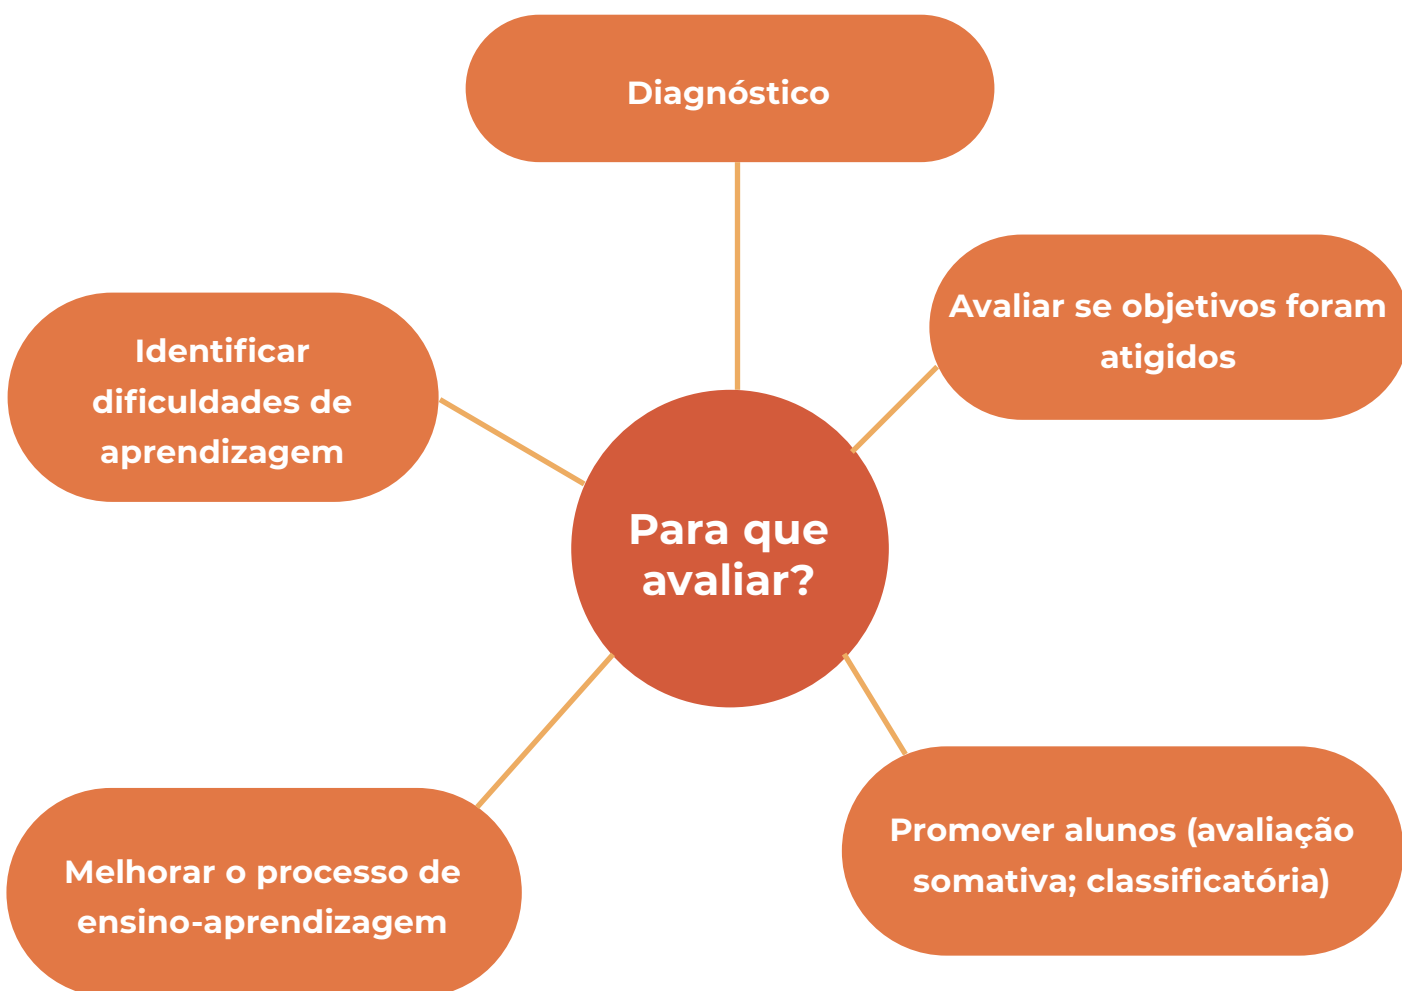 Diagnóstico
Avaliar se objetivos foram
atigidos
Identificar
dificuldades de
aprendizagem
Para que
avaliar?
Promover alunos (avaliação
somativa; classificatória)
Melhorar o processo de
ensino-aprendizagem